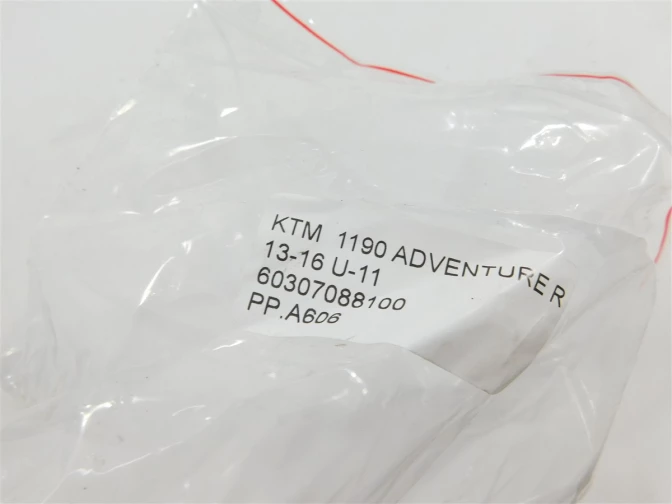 KTM 1190 ADVENTURE R
13-16 U-11
60307088100
PP.A606